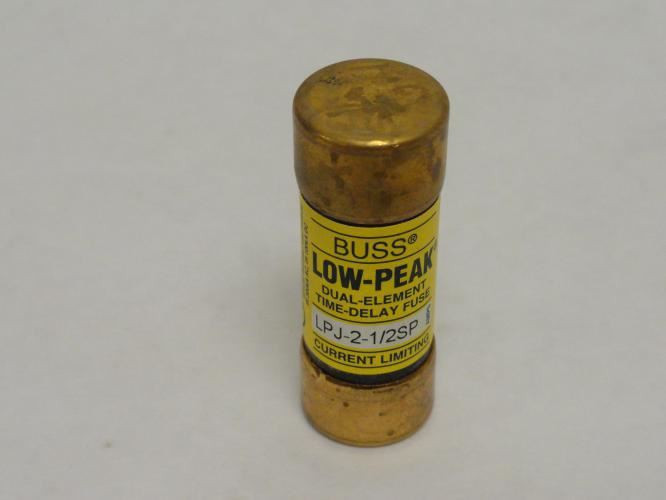 BUSS®
LOW-PEAK®
DUAL-ELEMENT
TIME-DELAY FUSE
LPJ-2-1/2SP
CURRENT LIMITING